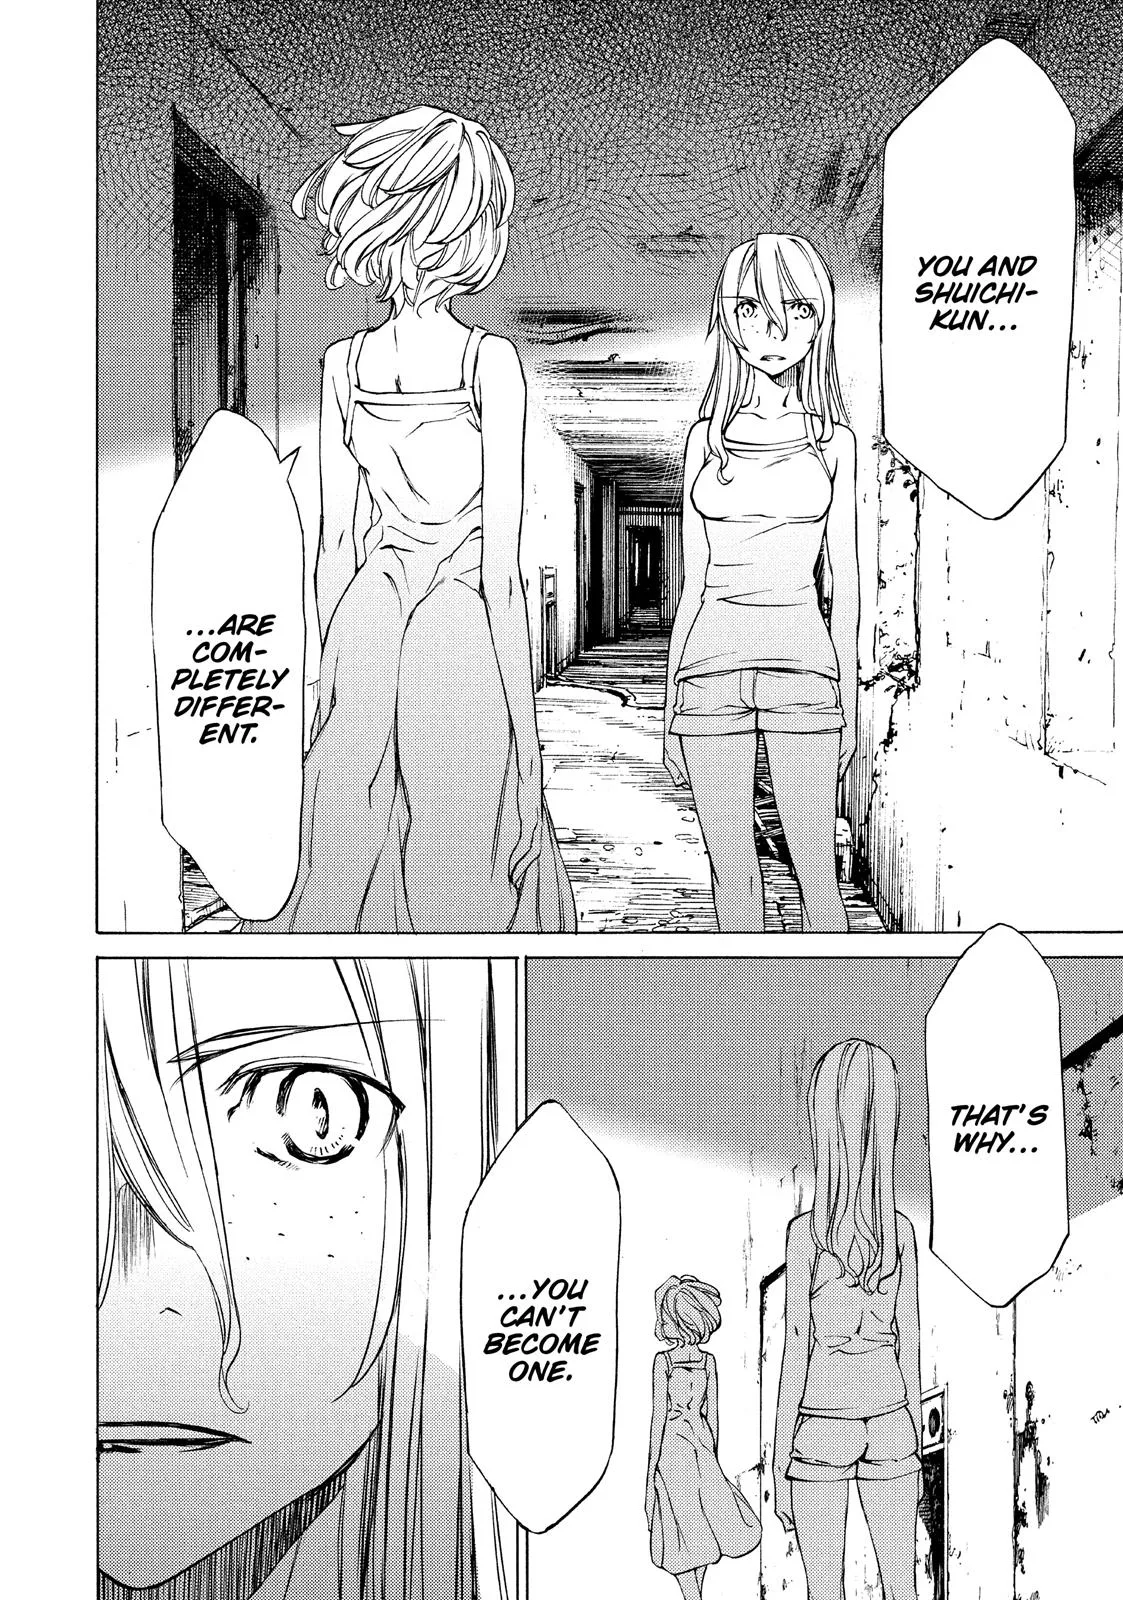 YOU AND
SHUICHI-
KUN...
...ARE
COM-
PLETELY
DIFFER-
ENT.
THAT'S
WHY...
...YOU
CAN'T
BECOME
ONE.